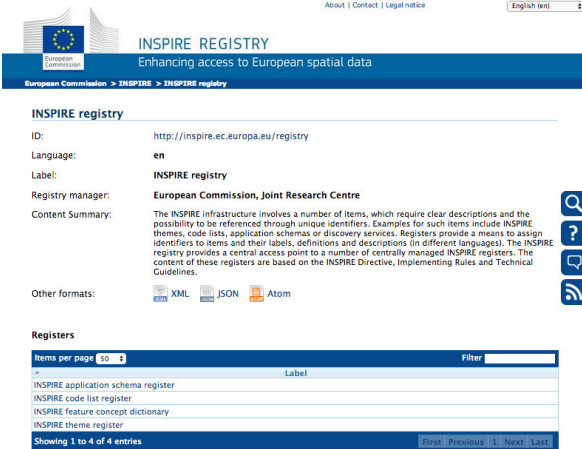 About | Contact | Legal notice
English (en)
European
Commission
INSPIRE REGISTRY
Enhancing access to European spatial data
European Commission > INSPIRE > INSPIRE registry
INSPIRE registry
ID: http://inspire.ec.europa.eu/registry
Language: en
Label: INSPIRE registry
Registry manager: European Commission, Joint Research Centre
Content Summary: The INSPIRE infrastructure involves a number of items, which require clear descriptions and the
possibility to be referenced through unique identifiers. Examples for such items include INSPIRE
themes, code lists, application schemas or discovery services. Registers provide a means to assign
identifiers to items and their labels, definitions and descriptions (in different languages). The INSPIRE
registry provides a central access point to a number of centrally managed INSPIRE registers. The
content of these registers are based on the INSPIRE Directive, Implementing Rules and Technical
Guidelines.
Other formats: XML XML JSON JSON ATOM Atom
?
Registers
Items per page 50 Filter
Label
INSPIRE application schema register
INSPIRE code list register
INSPIRE feature concept dictionary
INSPIRE theme register
Showing 1 to 4 of 4 entries First Previous 1 Next Last